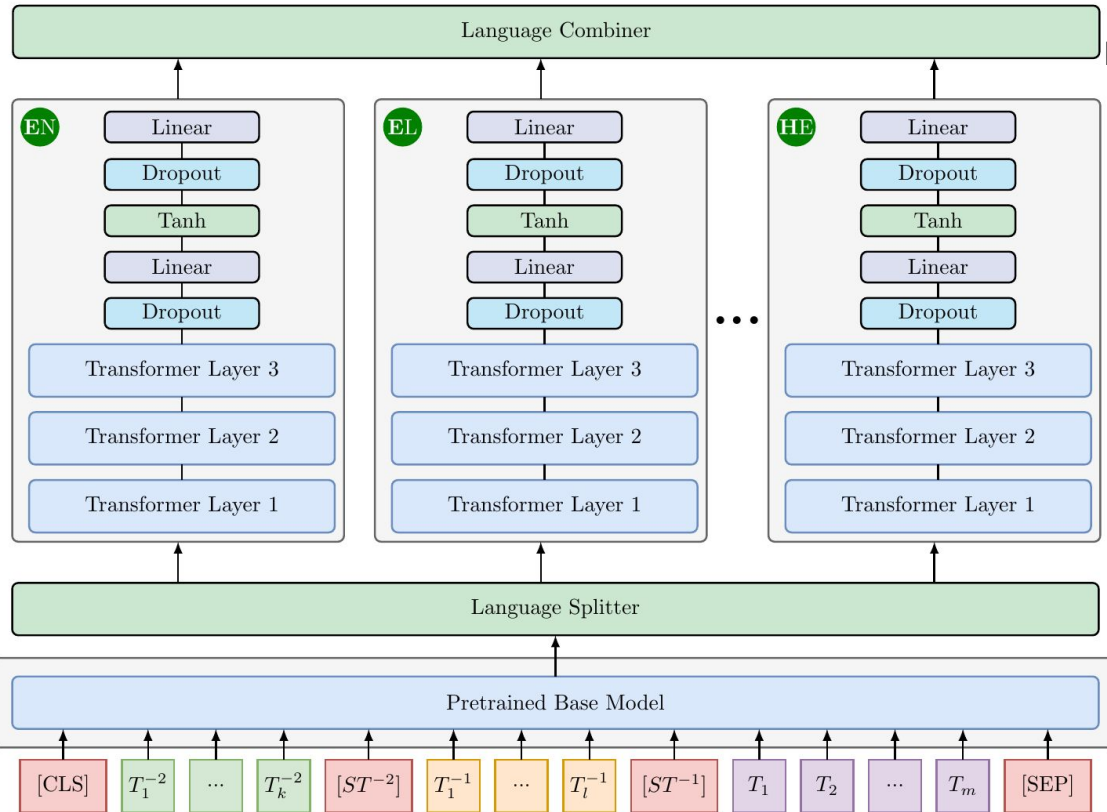 Language Combiner
EN
Linear
Dropout
Tanh
Linear
Dropout
Transformer Layer 3
Transformer Layer 2
Transformer Layer 1
EL
Linear
Dropout
Tanh
Linear
Dropout
Transformer Layer 3
Transformer Layer 2
Transformer Layer 1
...
HE
Linear
Dropout
Tanh
Linear
Dropout
Transformer Layer 3
Transformer Layer 2
Transformer Layer 1
Language Splitter
Pretrained Base Model
[CLS] $T_1^{-2}$ ... $T_k^{-2}$ $[ST^{-2}]$ $T_1^{-1}$ ... $T_l^{-1}$ $[ST^{-1}]$ $T_1$ $T_2$ ... $T_m$ [SEP]